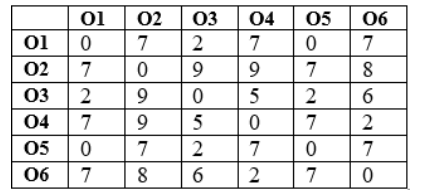 O1 O2 O3 O4 O5 O6
O1 0 7 2 7 0 7
O2 7 0 9 9 7 8
O3 2 9 0 5 2 6
O4 7 9 5 0 7 2
O5 0 7 2 7 0 7
O6 7 8 6 2 7 0